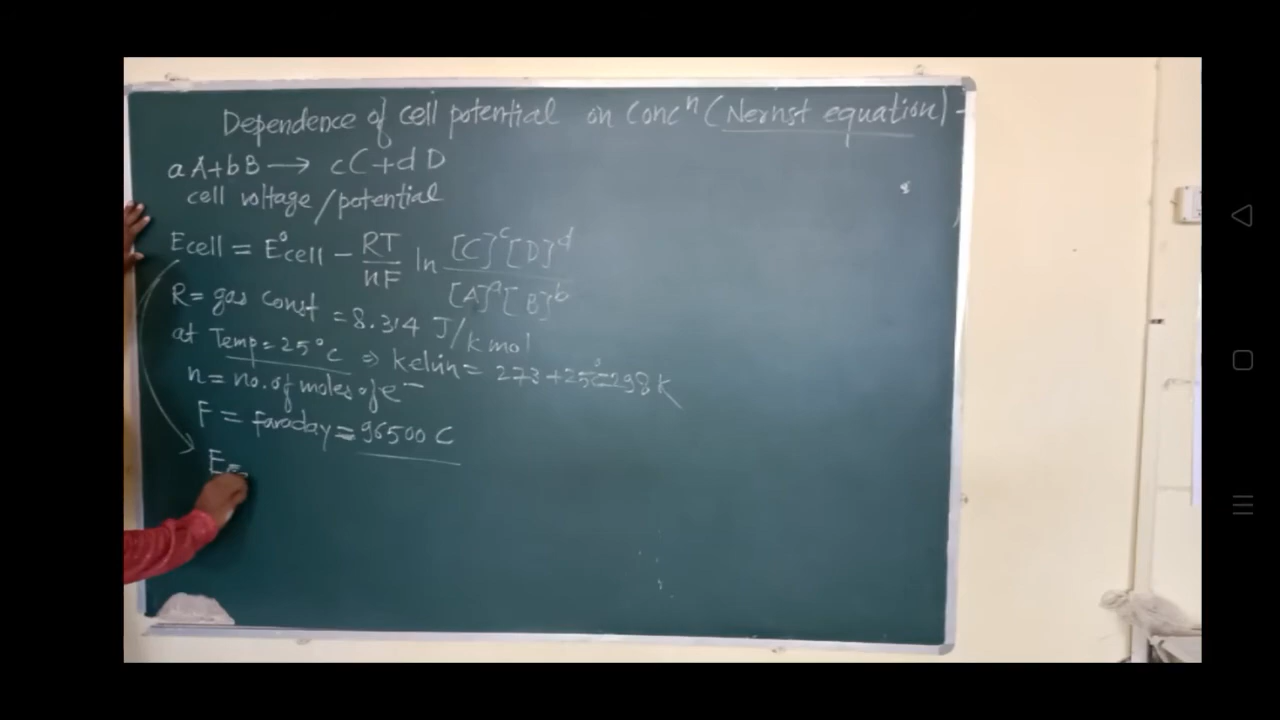 Dependence of cell potential on Concⁿ (Nernst equation) -
aA+bB → cC+dD
cell voltage/potential
Ecell = E°cell - RT/nF ln [C]ᶜ[D]ᵈ/[A]ᵃ[B]ᵇ
R= gas const = 8.314 J/k mol
at Temp= 25°C ⇒ kelvin = 273+25°C=298k
n= no. of moles of e⁻
F = faraday = 96500 C
E=